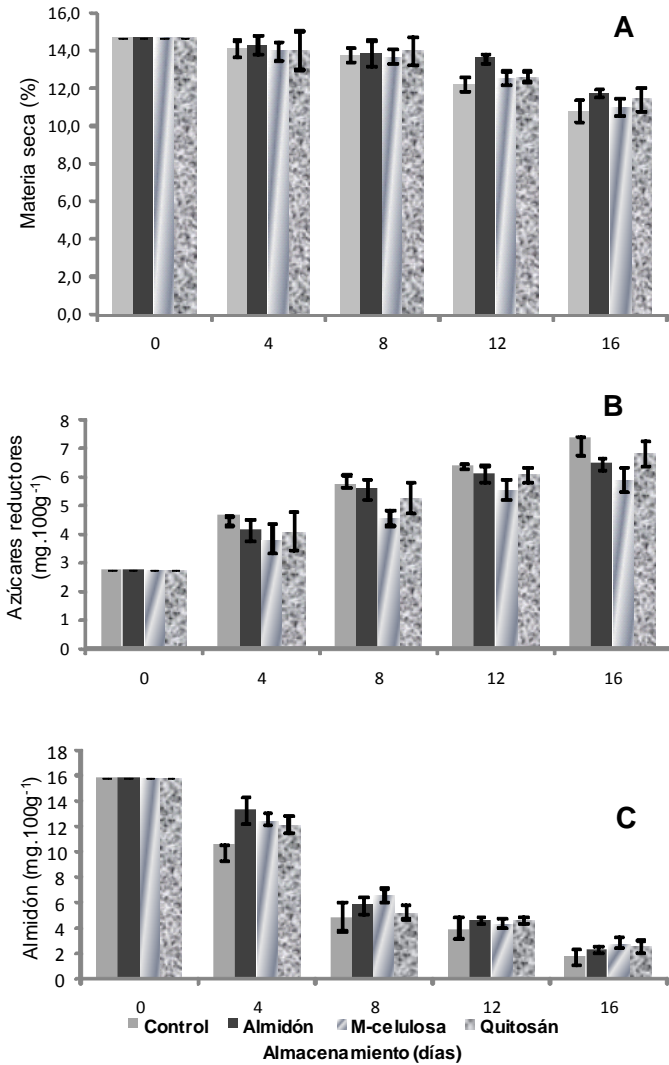 A
Materia seca (%)
16,0
14,0
12,0
10,0
8,0
6,0
4,0
2,0
0,0
0 4 8 12 16
B
Azúcares reductores
(mg.100g-1)
8
7
6
5
4
3
2
1
0
0 4 8 12 16
C
Almidón (mg.100g-1)
18
16
14
12
10
8
6
4
2
0
0 4 8 12 16
Control Almidón M-celulosa Quitosán
Almacenamiento (días)